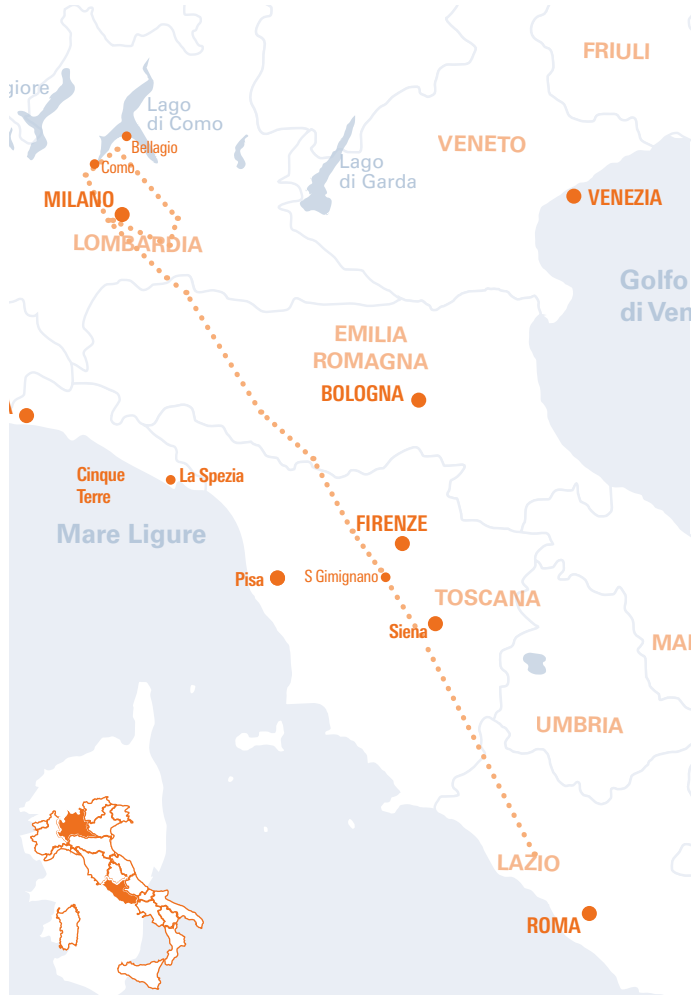 FRIULI
giore
Lago
di Como
Bellagio
VENETO
Como
Lago
di Garda
MILANO
VENEZIA
LOMBARDIA
Golfo
di Ven
EMILIA
ROMAGNA
BOLOGNA
A
Cinque
Terre
La Spezia
Mare Ligure
FIRENZE
Pisa
S Gimignano
TOSCANA
Siena
MAR
UMBRIA
LAZIO
ROMA